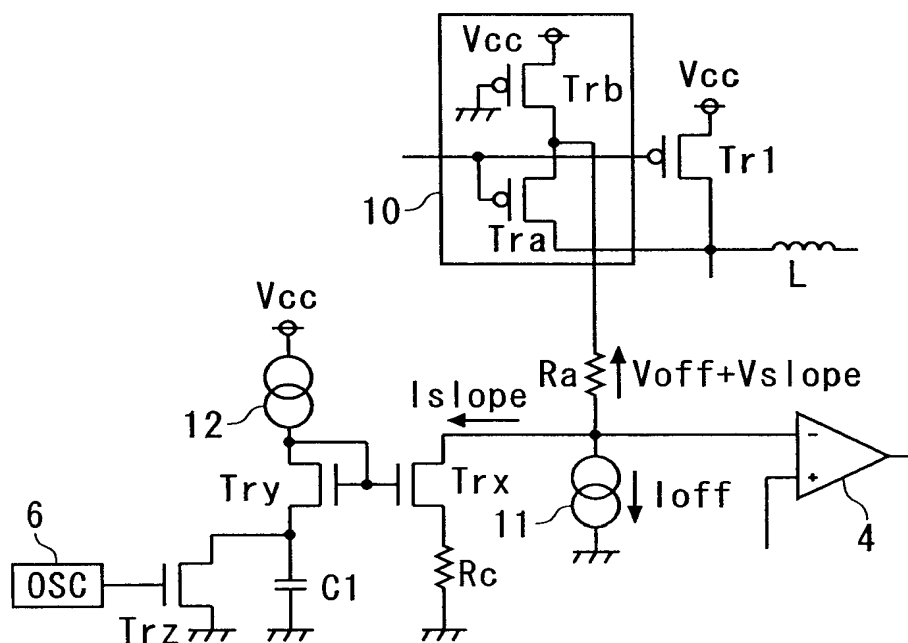 Vcc
Trb
Vcc
Tr1
10
Tra
L
Vcc
Ra
Voff+Vslope
Islope
12
Try
Trx
11
Ioff
-
+
4
6
OSC
Trz
C1
Rc